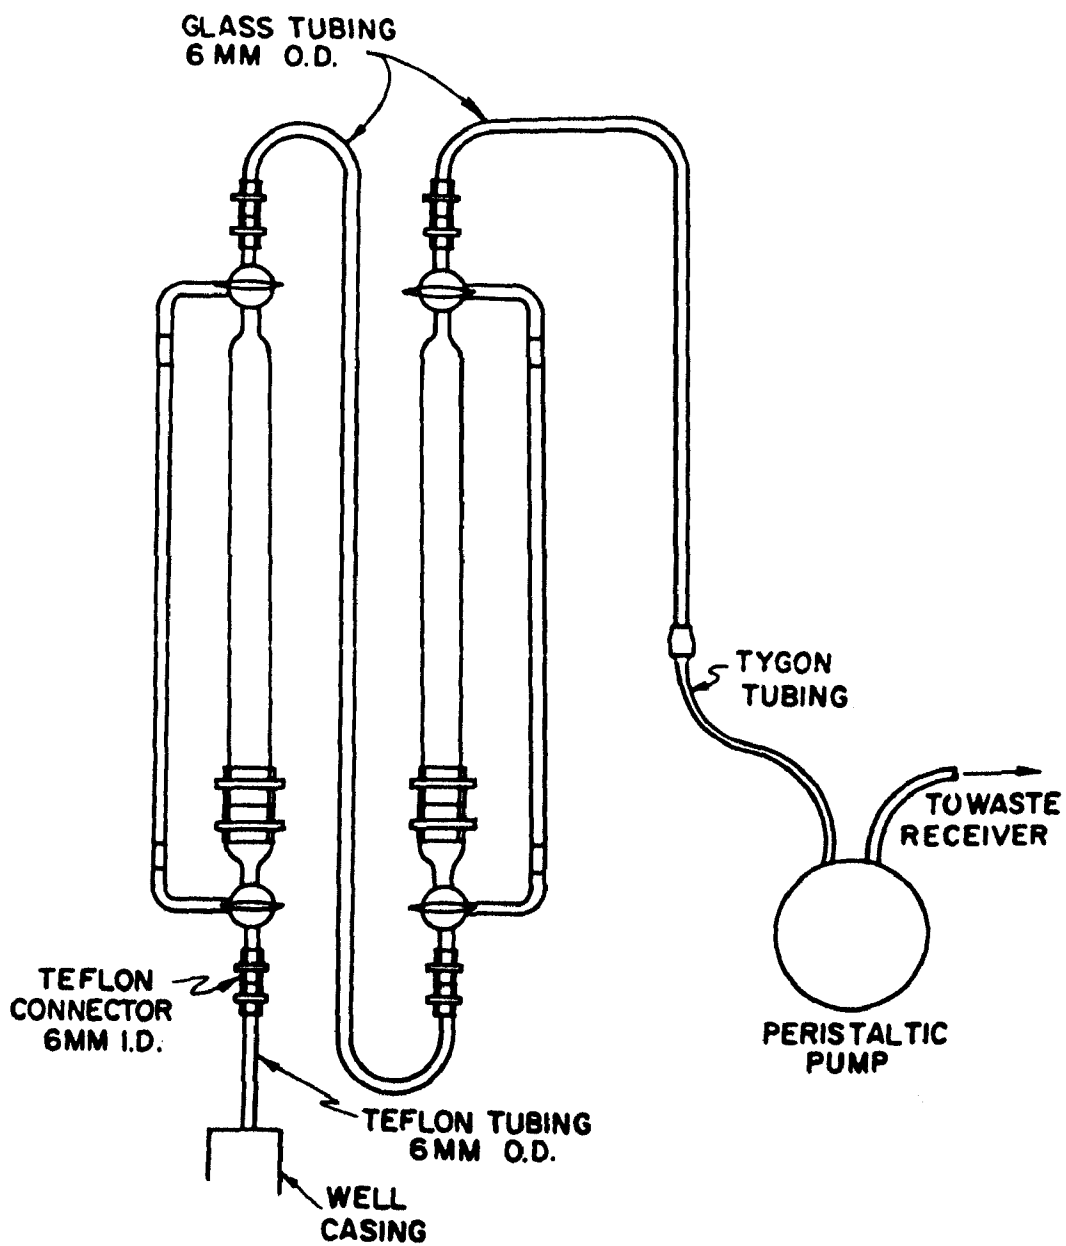 GLASS TUBING
6 MM O.D.
TYGON
TUBING
TO WASTE
RECEIVER
PERISTALTIC
PUMP
TEFLON
CONNECTOR
6MM I.D.
TEFLON TUBING
6MM O.D.
WELL
CASING